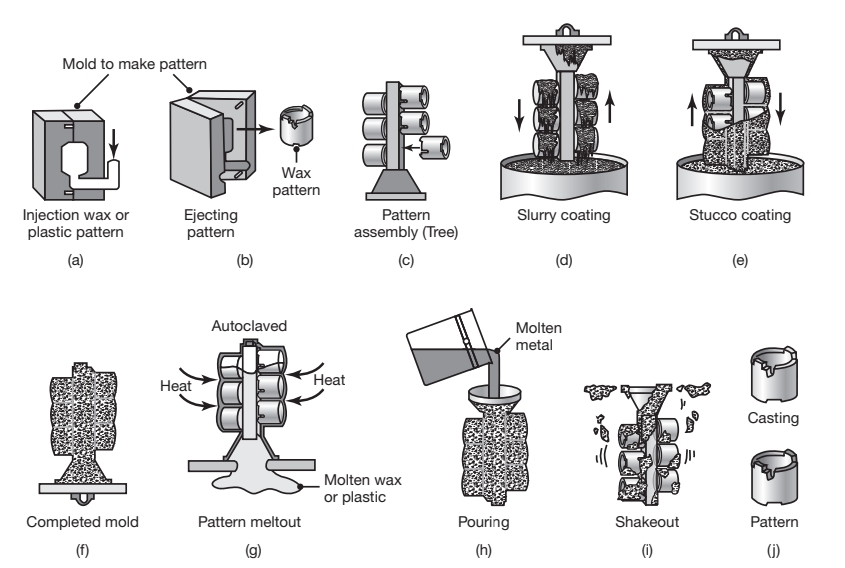 Mold to make pattern
Injection wax or
plastic pattern
(a)
Ejecting
pattern
(b)
Wax
pattern
Pattern
assembly (Tree)
(c)
Slurry coating
(d)
Stucco coating
(e)
Completed mold
(f)
Autoclaved
Heat
Heat
Molten wax
or plastic
Pattern meltout
(g)
Molten
metal
Pouring
(h)
Shakeout
(i)
Casting
Pattern
(j)